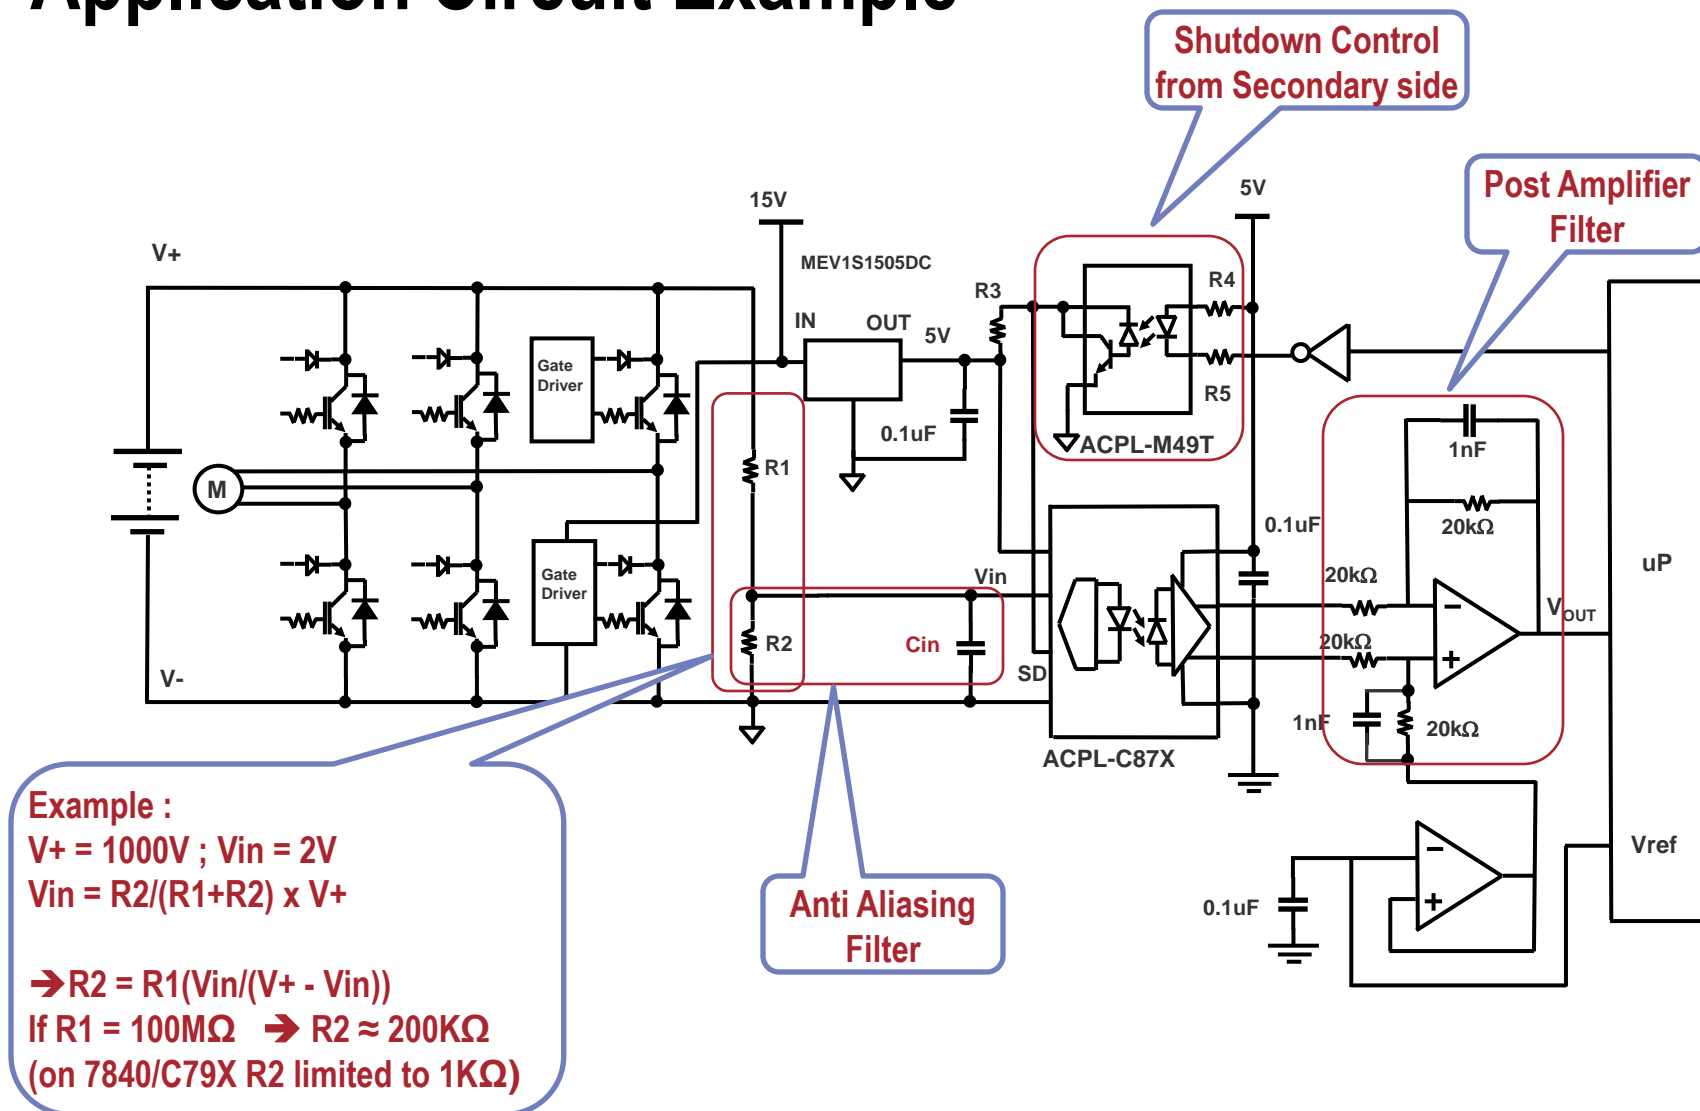 Application Circuit Example
Shutdown Control
from Secondary side
Post Amplifier
Filter
15V
5V
V+
MEV1S1505DC
R3
R4
IN
OUT
5V
Gate
Driver
R5
0.1uF
ACPL-M49T
1nF
R1
M
20kΩ
0.1uF
uP
Gate
Driver
Vin
20kΩ
VOUT
R2
Cin
20kΩ
SD
V-
1nF
20kΩ
ACPL-C87X
Example :
V+ = 1000V ; Vin = 2V
Vin = R2/(R1+R2) x V+
➔R2 = R1(Vin/(V+ - Vin))
If R1 = 100MΩ ➔ R2 ≈ 200KΩ
(on 7840/C79X R2 limited to 1KΩ)
Anti Aliasing
Filter
Vref
0.1uF